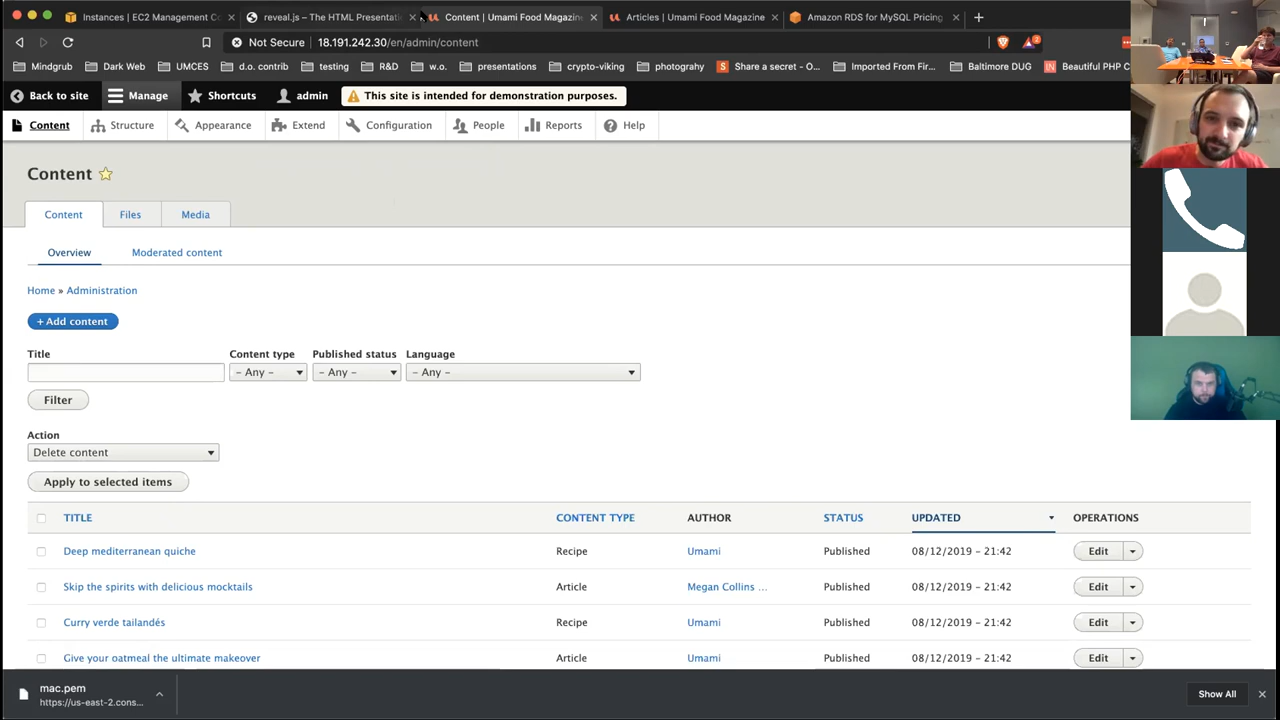 Instances | EC2 Management Co
reveal.js – The HTML Presentati
Content | Umami Food Magazine
Articles | Umami Food Magazine
Amazon RDS for MySQL Pricing
Not Secure
18.191.242.30/en/admin/content
Mindgrub
Dark Web
UMCES
d.o. contrib
testing
R&D
w.o.
presentations
crypto-viking
photograhy
Share a secret - O...
Imported From Fir...
Baltimore DUG
Beautiful PHP C
Back to site
Manage
Shortcuts
admin
This site is intended for demonstration purposes.
Content
Structure
Appearance
Extend
Configuration
People
Reports
Help
Content
Content
Files
Media
Overview
Moderated content
Home » Administration
+ Add content
Title
Content type
Published status
Language
- Any -
- Any -
- Any -
Filter
Action
Delete content
Apply to selected items
TITLE CONTENT TYPE AUTHOR STATUS UPDATED OPERATIONS
Deep mediterranean quiche Recipe Umami Published 08/12/2019 - 21:42 Edit
Skip the spirits with delicious mocktails Article Megan Collins ... Published 08/12/2019 - 21:42 Edit
Curry verde tailandés Recipe Umami Published 08/12/2019 - 21:42 Edit
Give your oatmeal the ultimate makeover Article Umami Published 08/12/2019 - 21:42 Edit
mac.pem
https://us-east-2.cons...
Show All